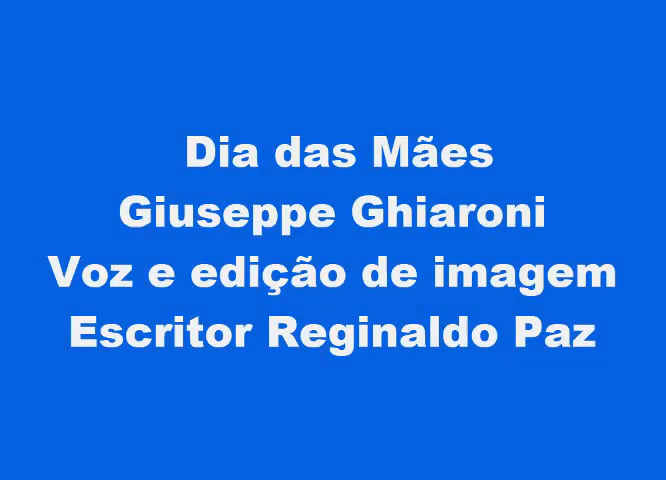 Dia das Mães
Giuseppe Ghiaroni
Voz e edição de imagem
Escritor Reginaldo Paz